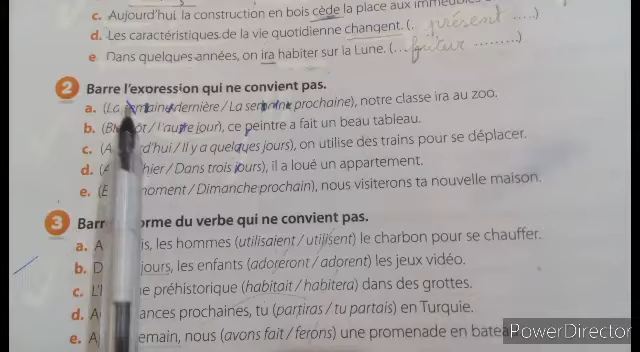 c. Aujourd'hui, la construction en bois cède la place aux immeubles
d. Les caractéristiques de la vie quotidienne changent. (. présent .....)
e. Dans quelques années, on ira habiter sur la Lune. (... futur .........)
2 Barre l'expression qui ne convient pas.
a. (La semaine dernière / La semaine prochaine), notre classe ira au zoo.
b. (Bientôt / l'autre jour), ce peintre a fait un beau tableau.
c. (A rd'hui / Il y a quelques jours), on utilise des trains pour se déplacer.
d. (A hier / Dans trois jours), il a loué un appartement.
e. (E moment / Dimanche prochain), nous visiterons ta nouvelle maison.
3 Barr orme du verbe qui ne convient pas.
a. A is, les hommes (utilisaient / utilisent) le charbon pour se chauffer.
b. D jours, les enfants (adoreront / adorent) les jeux vidéo.
c. L'h e préhistorique (habitait / habitera) dans des grottes.
d. A ances prochaines, tu (partiras / tu partais) en Turquie.
e. A emain, nous (avons fait / ferons) une promenade en batea
PowerDirector